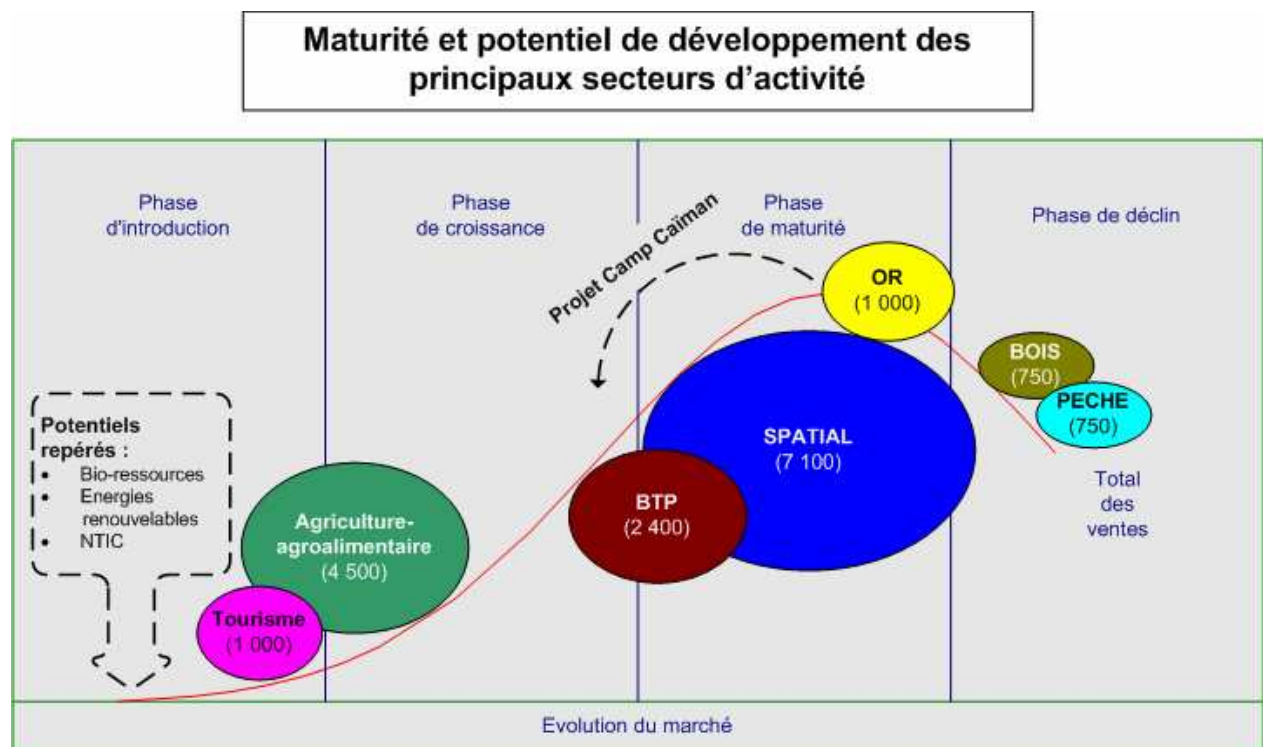 Maturité et potentiel de développement des
principaux secteurs d'activité
Phase
d'introduction
Phase
de croissance
Phase
de maturité
Phase de déclin
Projet Camp Caïman
OR
(1 000)
BOIS
(750)
PECHE
(750)
SPATIAL
(7 100)
BTP
(2 400)
Potentiels
repérés :
• Bio-ressources
• Energies
renouvelables
• NTIC
Agriculture-
agroalimentaire
(4 500)
Tourisme
(1 000)
Total
des
ventes
Evolution du marché